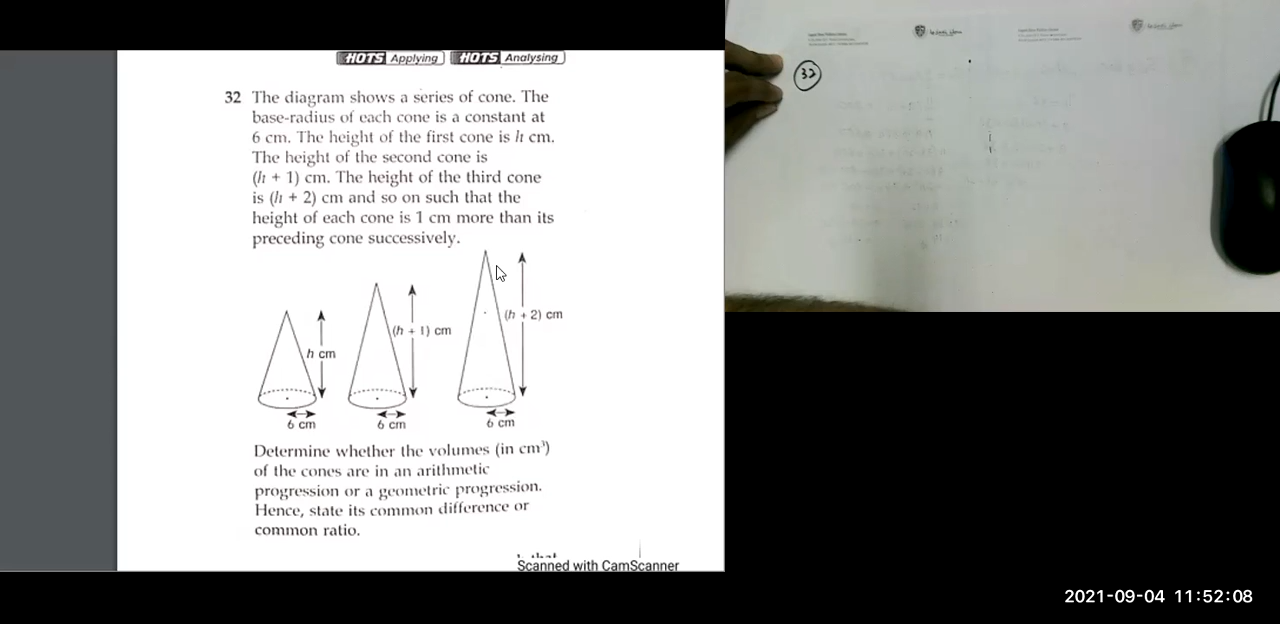 HOTS Applying HOTS Analysing
32 The diagram shows a series of cone. The
base-radius of each cone is a constant at
6 cm. The height of the first cone is h cm.
The height of the second cone is
(h + 1) cm. The height of the third cone
is (h + 2) cm and so on such that the
height of each cone is 1 cm more than its
preceding cone successively.
h cm
(h + 1) cm
(h + 2) cm
6 cm
6 cm
6 cm
Determine whether the volumes (in cm³)
of the cones are in an arithmetic
progression or a geometric progression.
Hence, state its common difference or
common ratio.
Scanned with CamScanner
32
2021-09-04 11:52:08